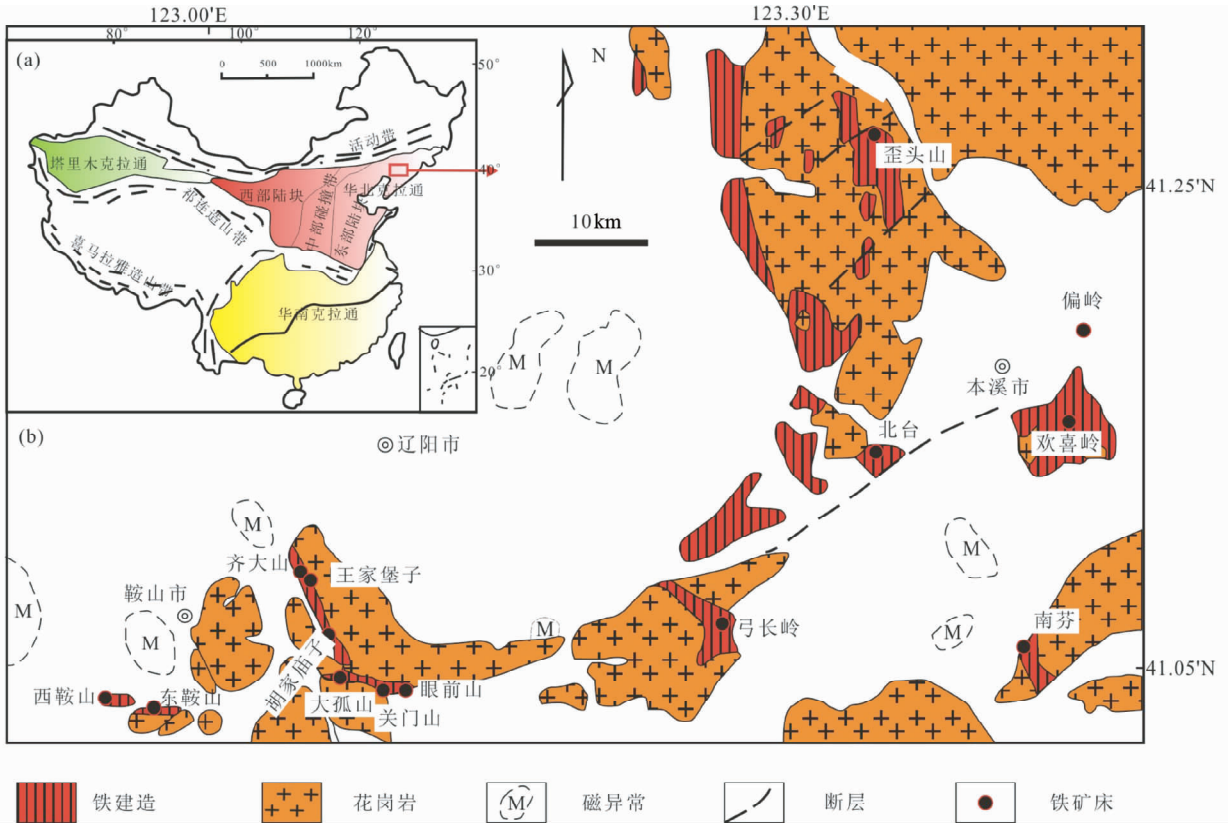 123.00'E
123.30'E
80°
100°
120°
(a)
0 500 1000km
50°
N
活动带
塔里木克拉通
西部陆块
华北克拉通
中部碰撞带
东部陆块
40°
祁连造山带
喜马拉雅造山带
30°
华南克拉通
20°
10km
歪头山
41.25'N
偏岭
M
M
本溪市
(b)
辽阳市
北台
欢喜岭
M
M
齐大山
王家堡子
鞍山市
M
M
M
M
弓长岭
南芬
胡家庙子
41.05'N
西鞍山
东鞍山
大孤山
眼前山
关门山
铁建造
花岗岩
M
磁异常
断层
铁矿床